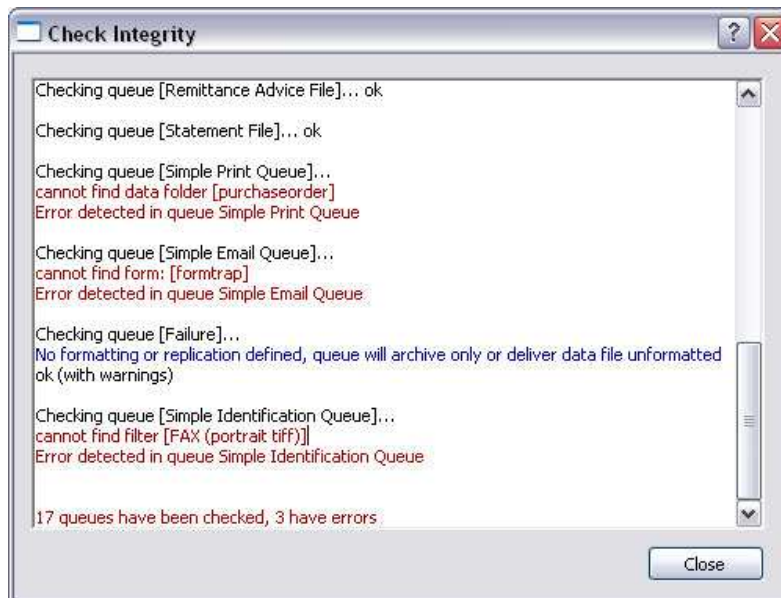 Check Integrity
Checking queue [Remittance Advice File]... ok
Checking queue [Statement File]... ok
Checking queue [Simple Print Queue]...
cannot find data folder [purchaseorder]
Error detected in queue Simple Print Queue
Checking queue [Simple Email Queue]...
cannot find form: [formtrap]
Error detected in queue Simple Email Queue
Checking queue [Failure]...
No formatting or replication defined, queue will archive only or deliver data file unformatted
ok (with warnings)
Checking queue [Simple Identification Queue]...
cannot find filter [FAX (portrait tiff)]
Error detected in queue Simple Identification Queue
17 queues have been checked, 3 have errors
Close